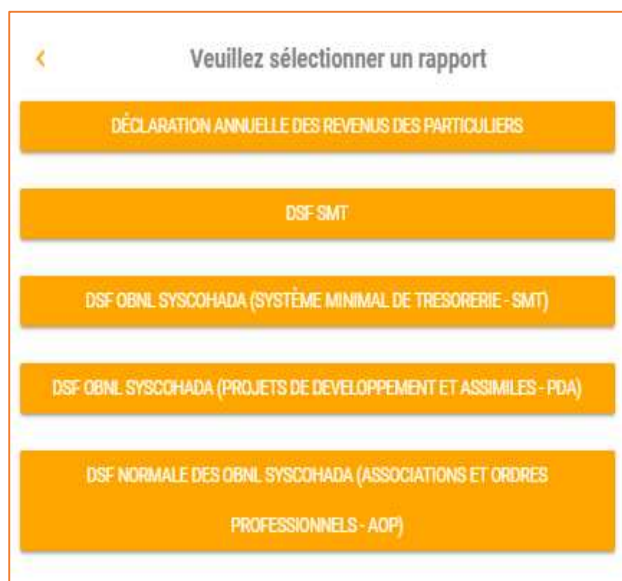 Veuillez sélectionner un rapport
DÉCLARATION ANNUELLE DES REVENUS DES PARTICULIERS
DSF SMT
DSF OBNL SYSCOHADA (SYSTÈME MINIMAL DE TRESORERIE - SMT)
DSF OBNL SYSCOHADA (PROJETS DE DEVELOPPEMENT ET ASSIMILES - PDA)
DSF NORMALE DES OBNL SYSCOHADA (ASSOCIATIONS ET ORDRES
PROFESSIONNELS - AOP)